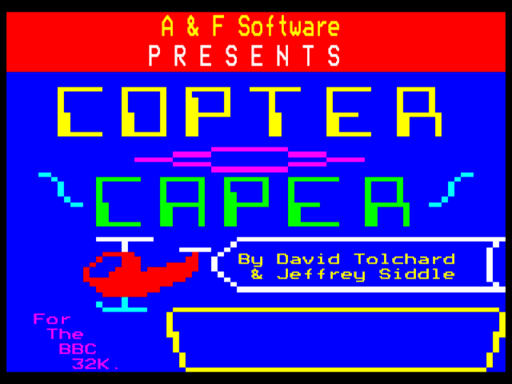 A & F Software
PRESENTS
COPTER
CAPER
By David Tolchard
& Jeffrey Siddle
For
The
BBC
32K.